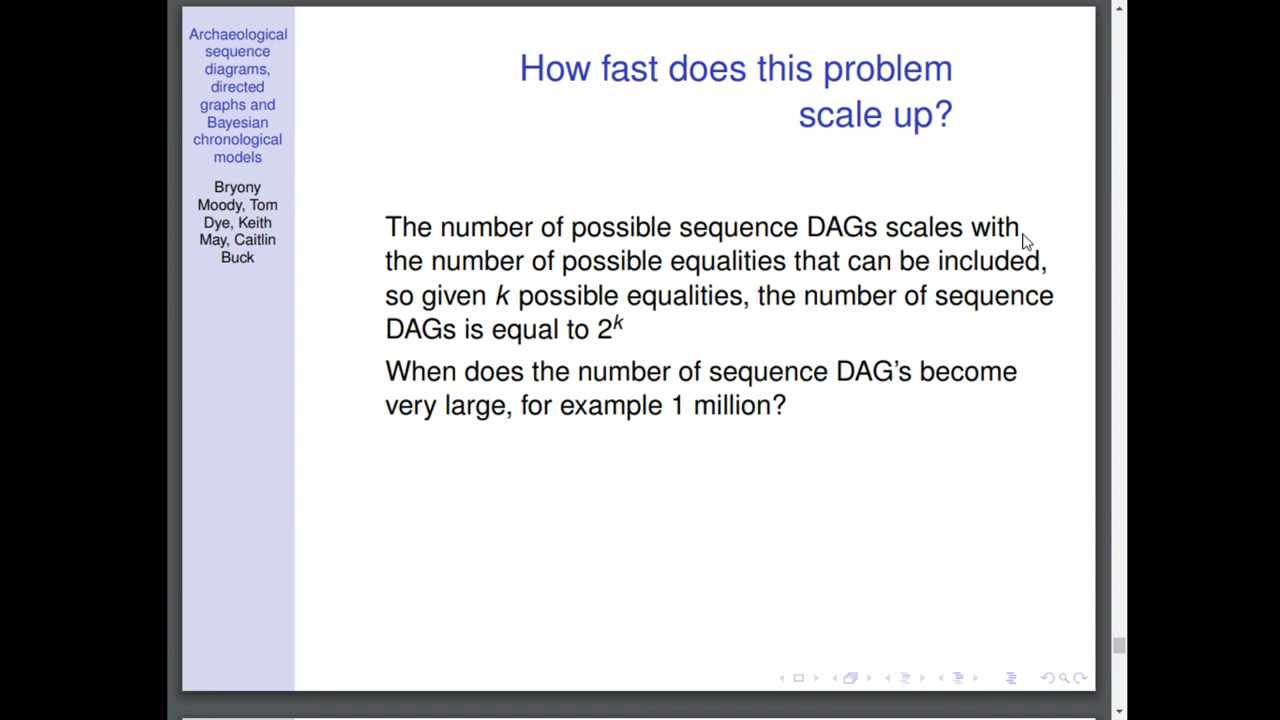 Archaeological
sequence
diagrams,
directed
graphs and
Bayesian
chronological
models
Bryony
Moody, Tom
Dye, Keith
May, Caitlin
Buck
How fast does this problem
scale up?
The number of possible sequence DAGs scales with
the number of possible equalities that can be included,
so given k possible equalities, the number of sequence
DAGs is equal to 2ᵏ
When does the number of sequence DAG's become
very large, for example 1 million?